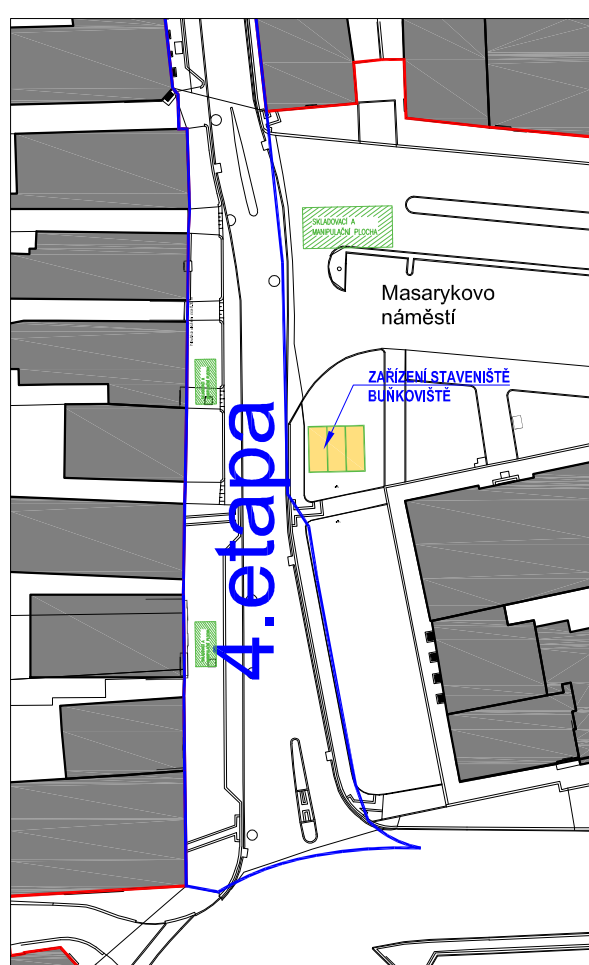 SKLADOVACÍ A
MANIPULAČNÍ PLOCHA
Masarykovo
náměstí
ZAŘÍZENÍ STAVENIŠTĚ
BUŇKOVIŠTĚ
4.etapa